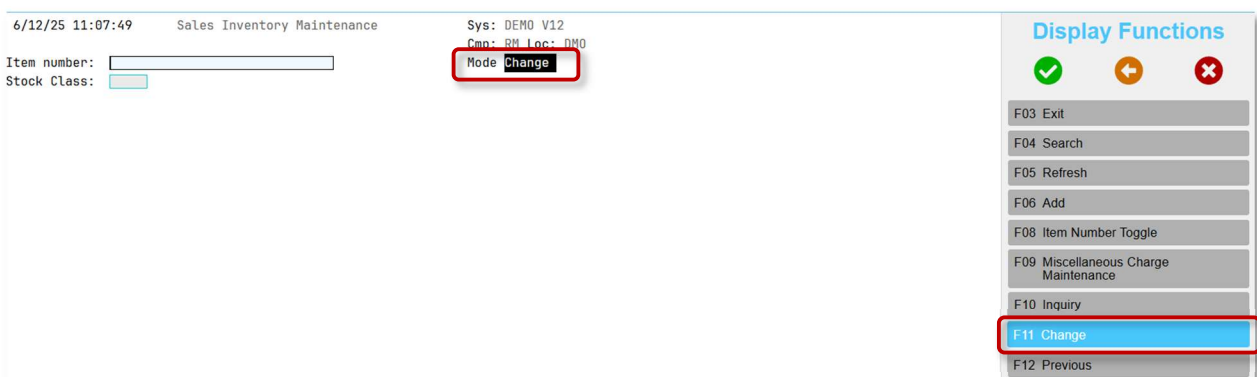 6/12/25 11:07:49 Sales Inventory Maintenance Sys: DEMO V12
Cmp: RM Loc: DMO
Item number: Mode Change
Stock Class:
Display Functions
F03 Exit
F04 Search
F05 Refresh
F06 Add
F08 Item Number Toggle
F09 Miscellaneous Charge
Maintenance
F10 Inquiry
F11 Change
F12 Previous